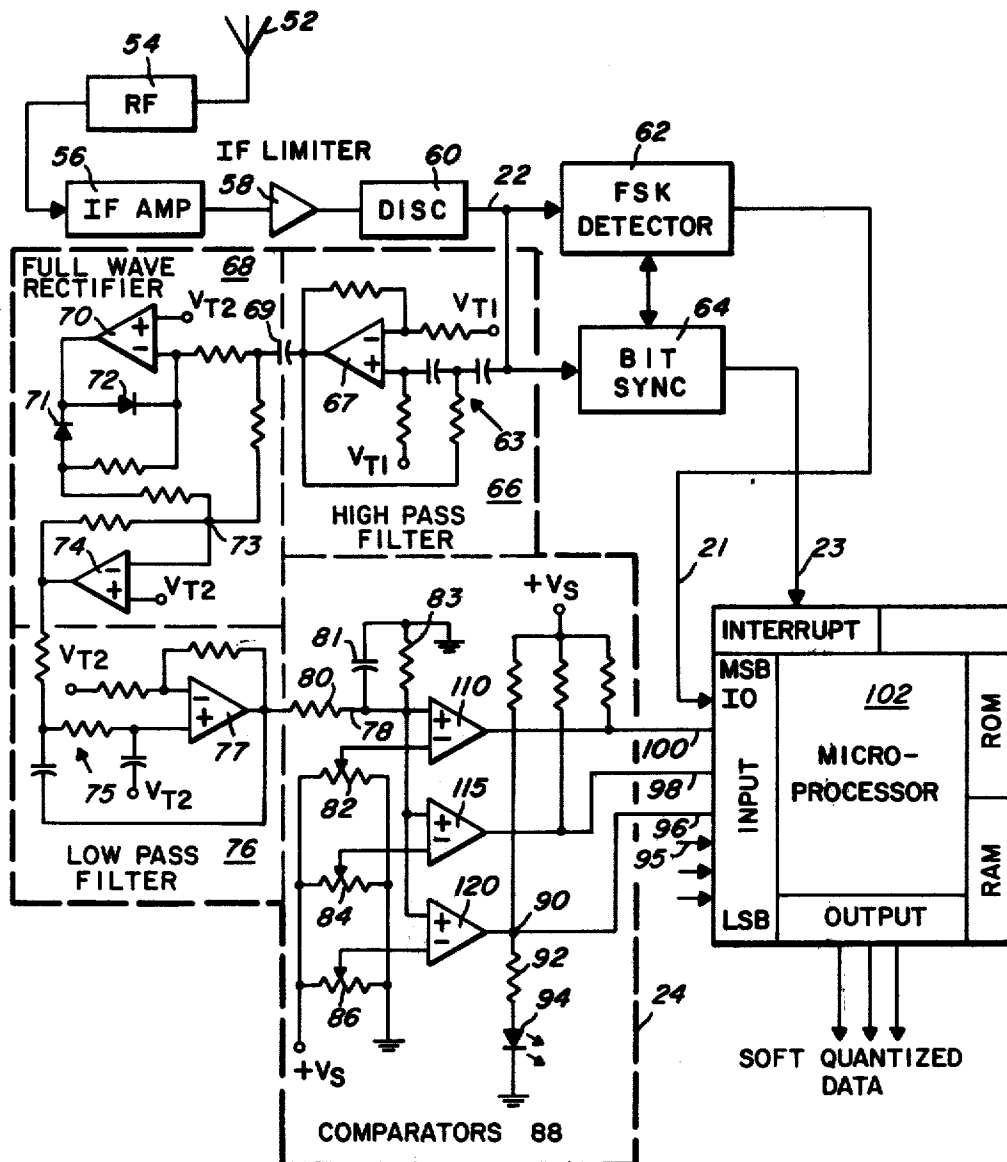 52
54
RF
IF LIMITER
56
IF AMP
58
60
DISC
22
62
FSK
DETECTOR
FULL WAVE
RECTIFIER
68
70
+
-
VT2
69
VT1
-
+
67
64
BIT
SYNC
72
71
63
VT1
66
HIGH PASS
FILTER
73
74
-
+
VT2
21
23
+VS
83
81
INTERRUPT
VT2
80
78
110
+
-
MSB
IO
102
ROM
-
+
77
75
VT2
82
100
MICRO-
PROCESSOR
INPUT
115
+
-
98
96
95
LOW PASS
FILTER
76
84
120
+
-
90
RAM
LSB
OUTPUT
86
92
94
24
+VS
SOFT QUANTIZED
DATA
COMPARATORS 88